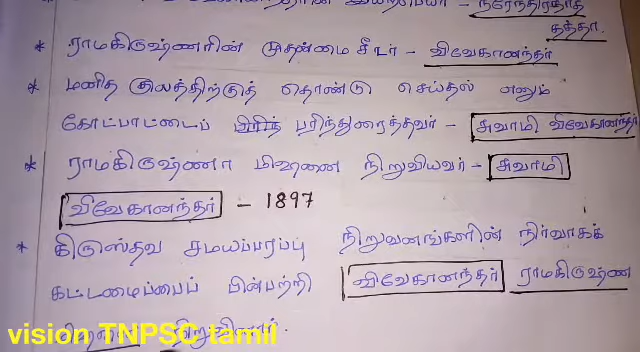 இயற்பெயர் - நரேந்திரநாத்
தத்தா.
* ராமகிருஷ்ணரின் முதன்மை சீடர் - விவேகானந்தர்
* மனித குலத்திற்குத் தொண்டு செய்தல் எனும்
கோட்பாட்டைப் பரிந்துரைத்தவர் - சுவாமி விவேகானந்தர்
* ராமகிருஷ்ணா மிஷனை நிறுவியவர் - சுவாமி
விவேகானந்தர் - 1897
* கிருஸ்தவ சமயப்பரப்பு நிறுவனங்களின் நிர்வாகக்
கட்டமைப்பைப் பின்பற்றி விவேகானந்தர் ராமகிருஷ்ண
vision TNPSC tamil